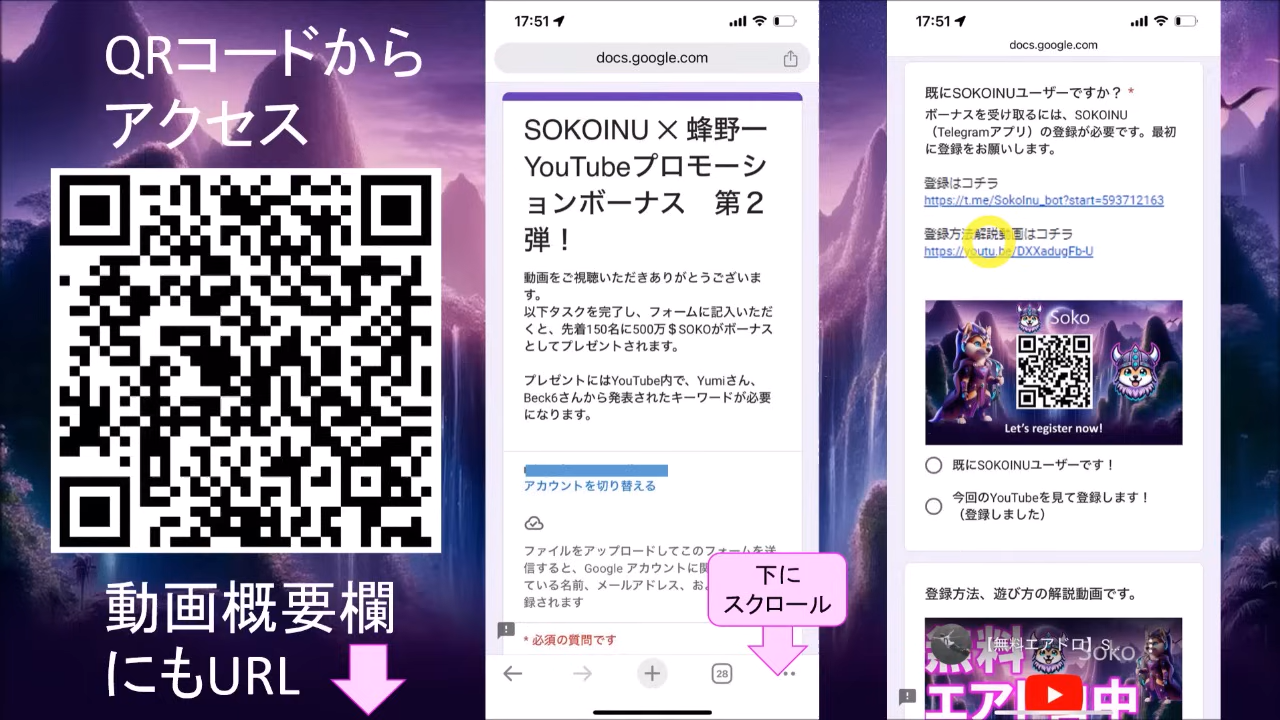 QRコードから
アクセス
動画概要欄
にもURL
17:51
docs.google.com
SOKOINU × 蜂野一
YouTubeプロモーシ
ョンボーナス　第２
弾！
動画をご視聴いただきありがとうございま
す。
以下タスクを完了し、フォームに記入いただ
くと、先着150名に500万＄SOKOがボーナス
としてプレゼントされます。
プレゼントにはYouTube内で、Yumiさん、
Beck6さんから発表されたキーワードが必要
になります。
アカウントを切り替える
ファイルをアップロードしてこのフォームを送
信すると、Google アカウントに
ている名前、メールアドレス、およ
録されます
* 必須の質問です
28
下に
スクロール
17:51
docs.google.com
既にSOKOINUユーザーですか？ *
ボーナスを受け取るには、SOKOINU
（Telegramアプリ）の登録が必要です。最初
に登録をお願いします。
登録はコチラ
https://t.me/SokoInu_bot?start=593712163
登録方法解説動画はコチラ
https://youtu.be/DXXadugFb-U
Soko
Let's register now!
既にSOKOINUユーザーです！
今回のYouTubeを見て登録します！
（登録しました）
登録方法、遊び方の解説動画です。
【無料エアドロ】S
無料
Soko